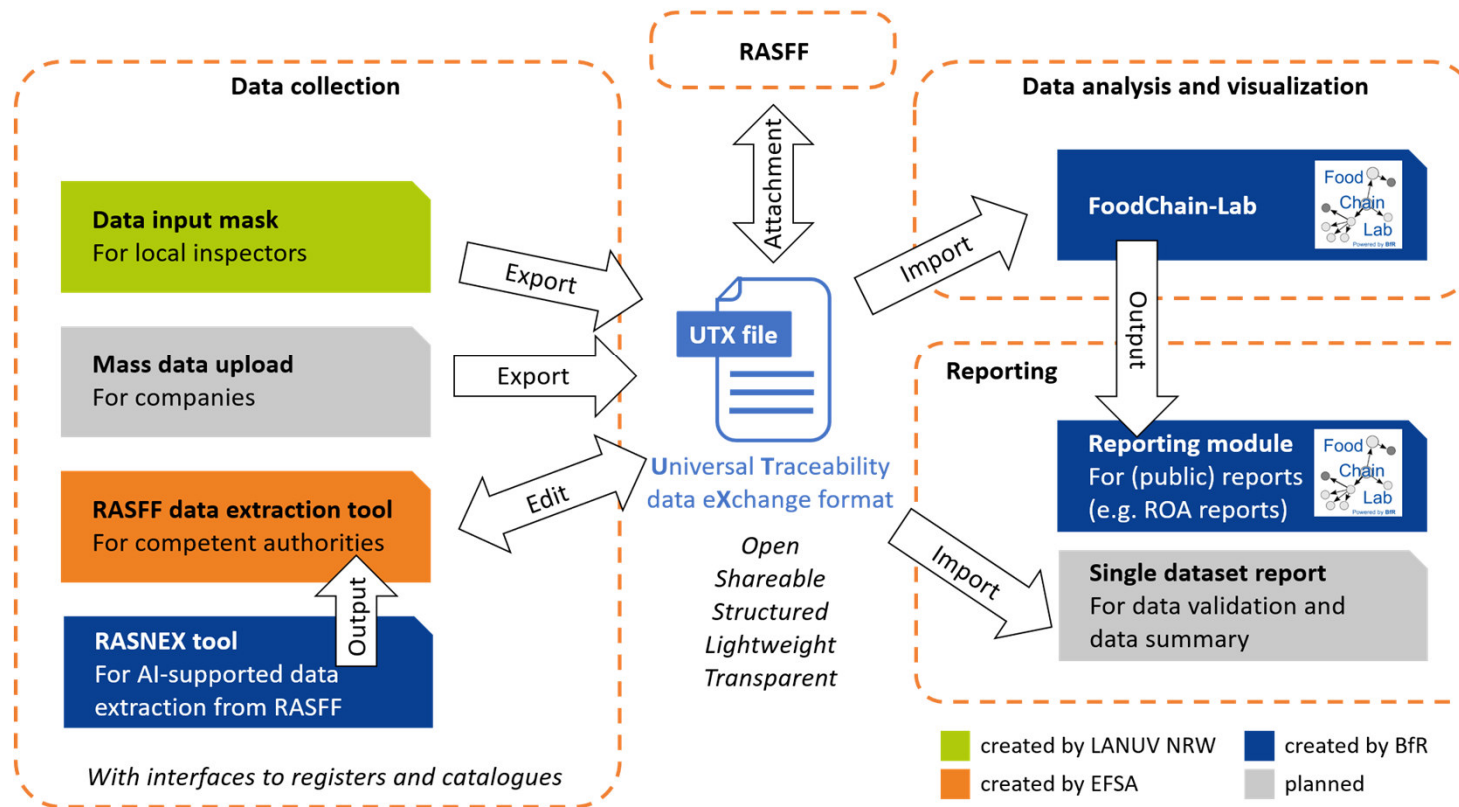 RASFF
Data collection
Data input mask
For local inspectors
Mass data upload
For companies
RASFF data extraction tool
For competent authorities
RASNEX tool
For AI-supported data
extraction from RASFF
With interfaces to registers and catalogues
Export
Export
Edit
Output
Attachment
UTX file
Universal Traceability
data eXchange format
Open
Shareable
Structured
Lightweight
Transparent
Import
Import
Data analysis and visualization
FoodChain-Lab
Food
Chain
Lab
Powered by BfR
Output
Reporting
Reporting module
For (public) reports
(e.g. ROA reports)
Food
Chain
Lab
Powered by BfR
Single dataset report
For data validation and
data summary
created by LANUV NRW
created by BfR
created by EFSA
planned